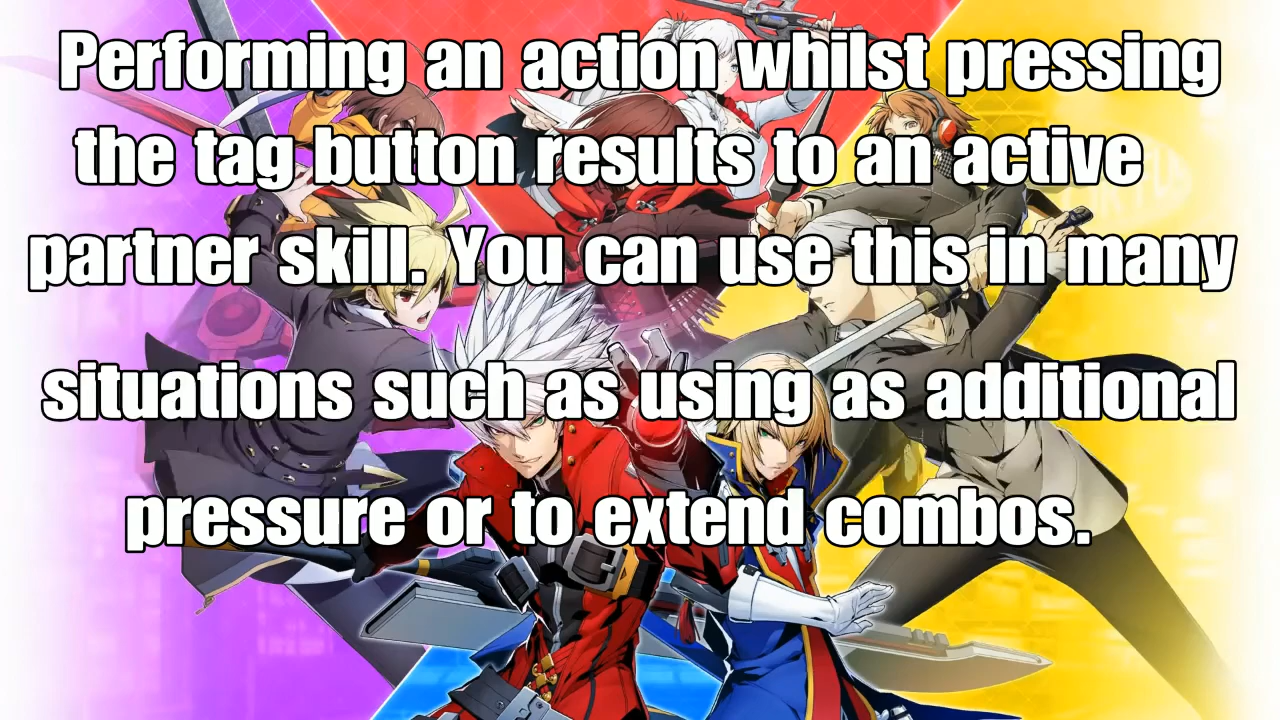 Performing an action whilst pressing
the tag button results to an active
partner skill. You can use this in many
situations such as using as additional
pressure or to extend combos.